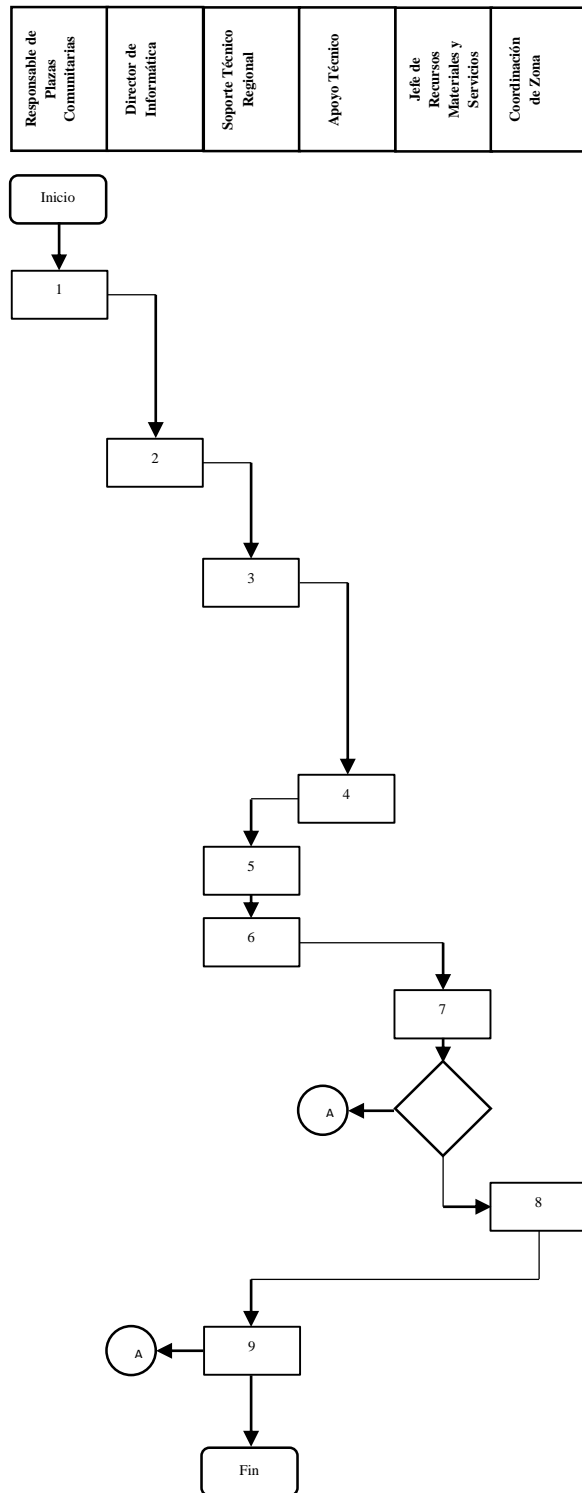 Responsable de
Plazas
Comunitarias
Director de
Informática
Soporte Técnico
Regional
Apoyo Técnico
Jefe de
Recursos
Materiales y
Servicios
Coordinación
de Zona
Inicio
1
2
3
4
5
6
7
A
8
9
A
Fin